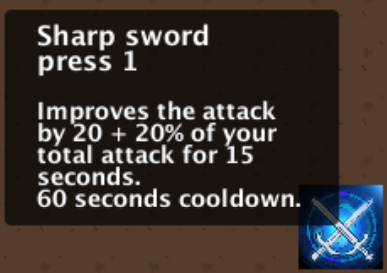 Sharp sword
press 1
Improves the attack
by 20 + 20% of your
total attack for 15
seconds.
60 seconds cooldown.